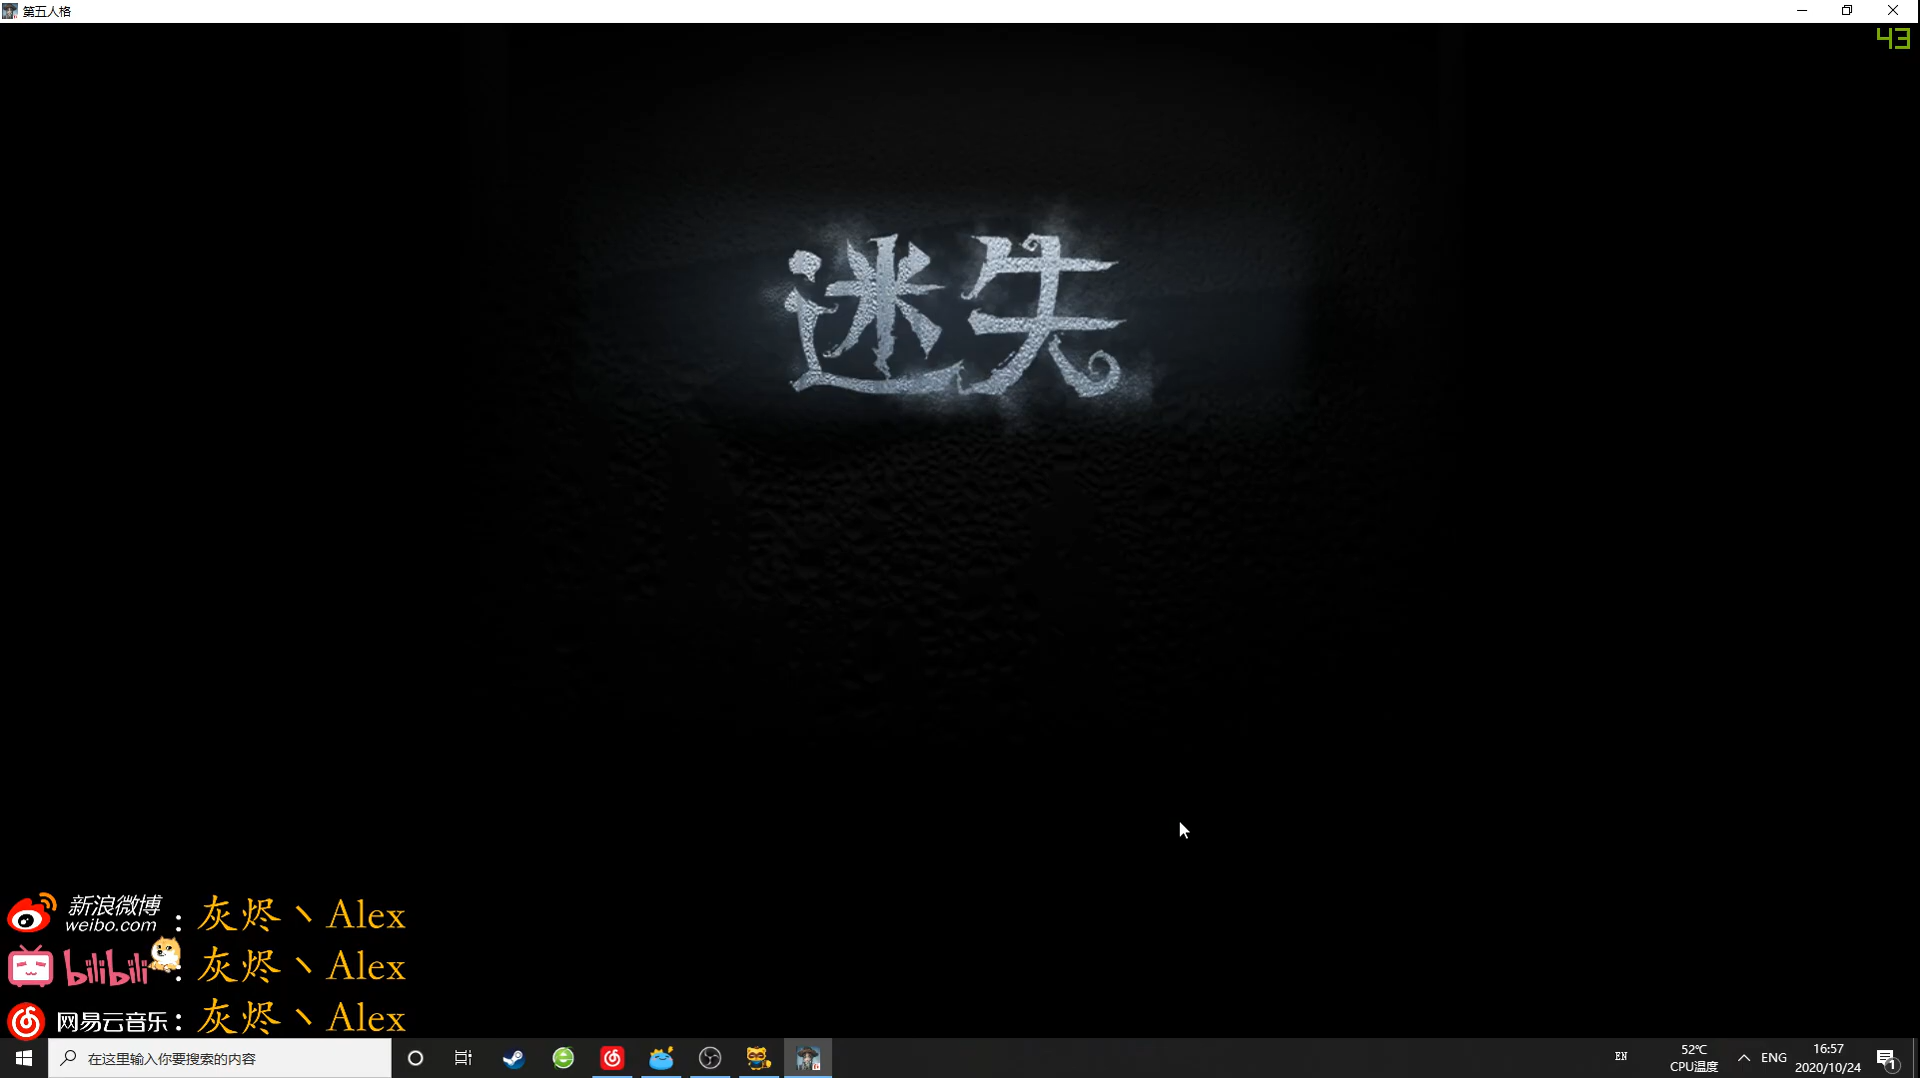 第五人格
43
迷失
新浪微博
weibo.com : 灰烬丶Alex
bilibili : 灰烬丶Alex
网易云音乐 : 灰烬丶Alex
在这里输入你要搜索的内容
EN
52℃
CPU温度
ENG
16:57
2020/10/24
1